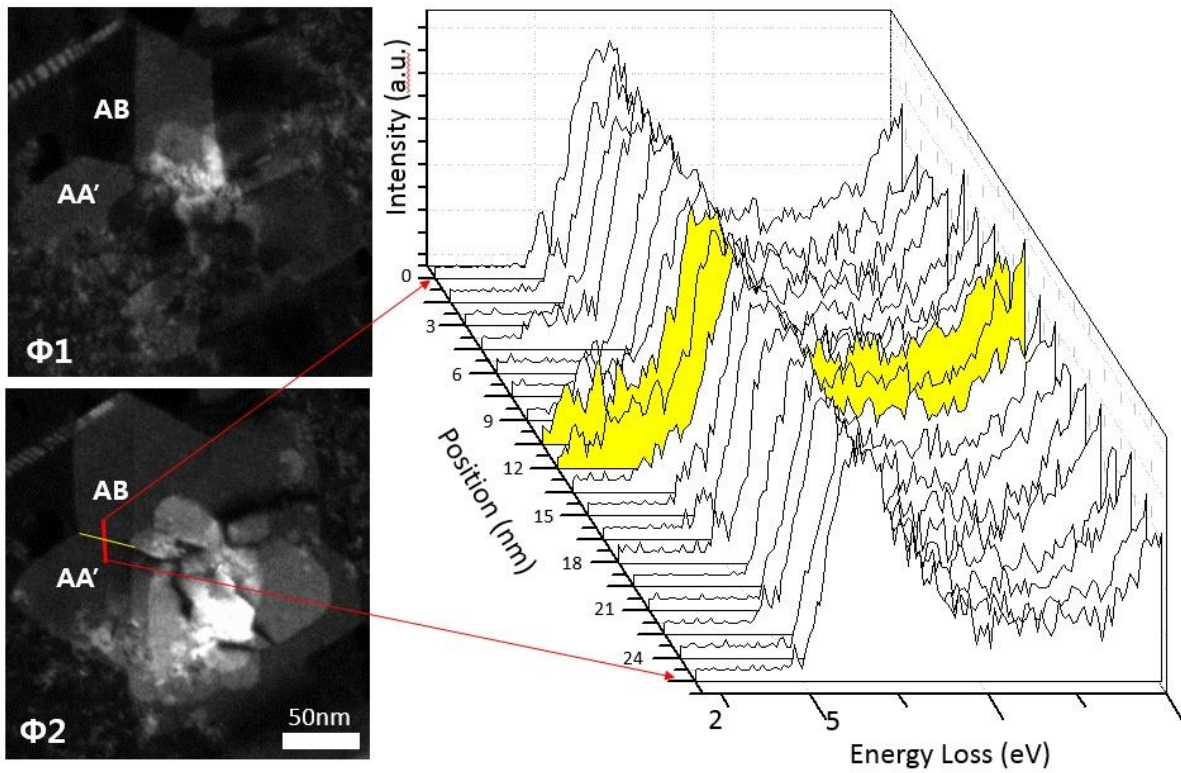 AB
AA’
Φ1
AB
AA’
Φ2
50nm
Intensity (a.u.)
0
3
6
9
12
15
18
21
24
Position (nm)
2
5
Energy Loss (eV)